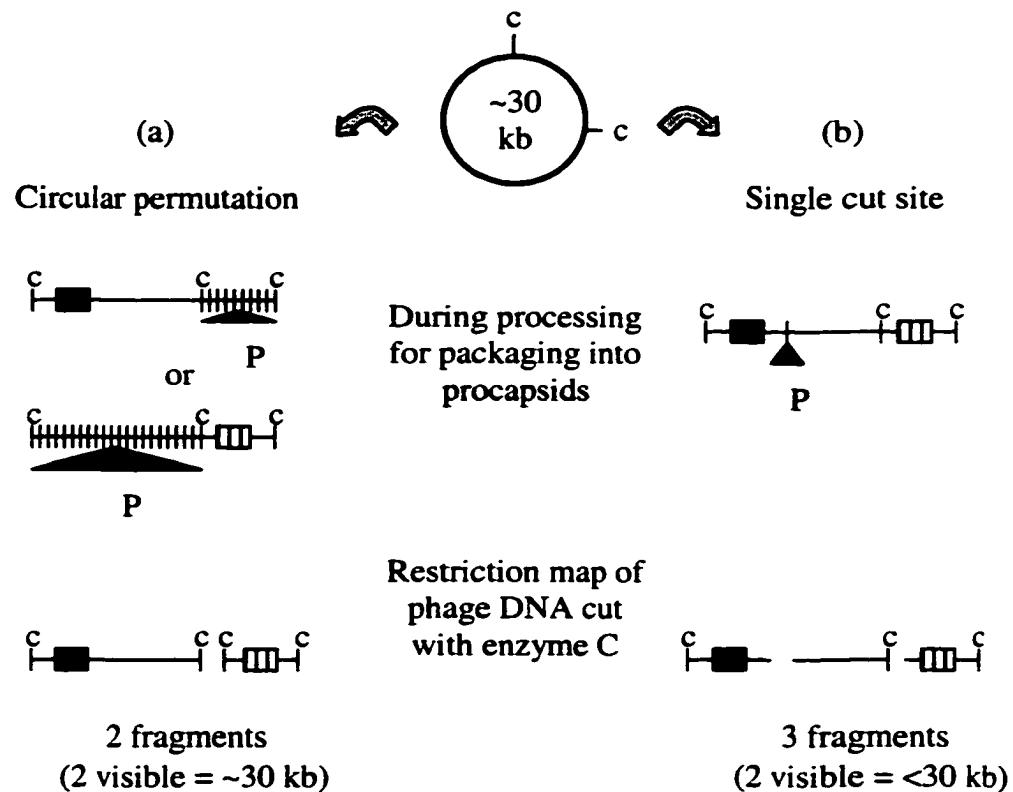 c
~30
kb
c
(a)
(b)
Circular permutation
Single cut site
c
c
c
P
or
c
c
c
P
During processing
for packaging into
procapsids
c
c
c
P
Restriction map of
phage DNA cut
with enzyme C
c
c
c
c
2 fragments
(2 visible = ~30 kb)
c
c
c
3 fragments
(2 visible = <30 kb)